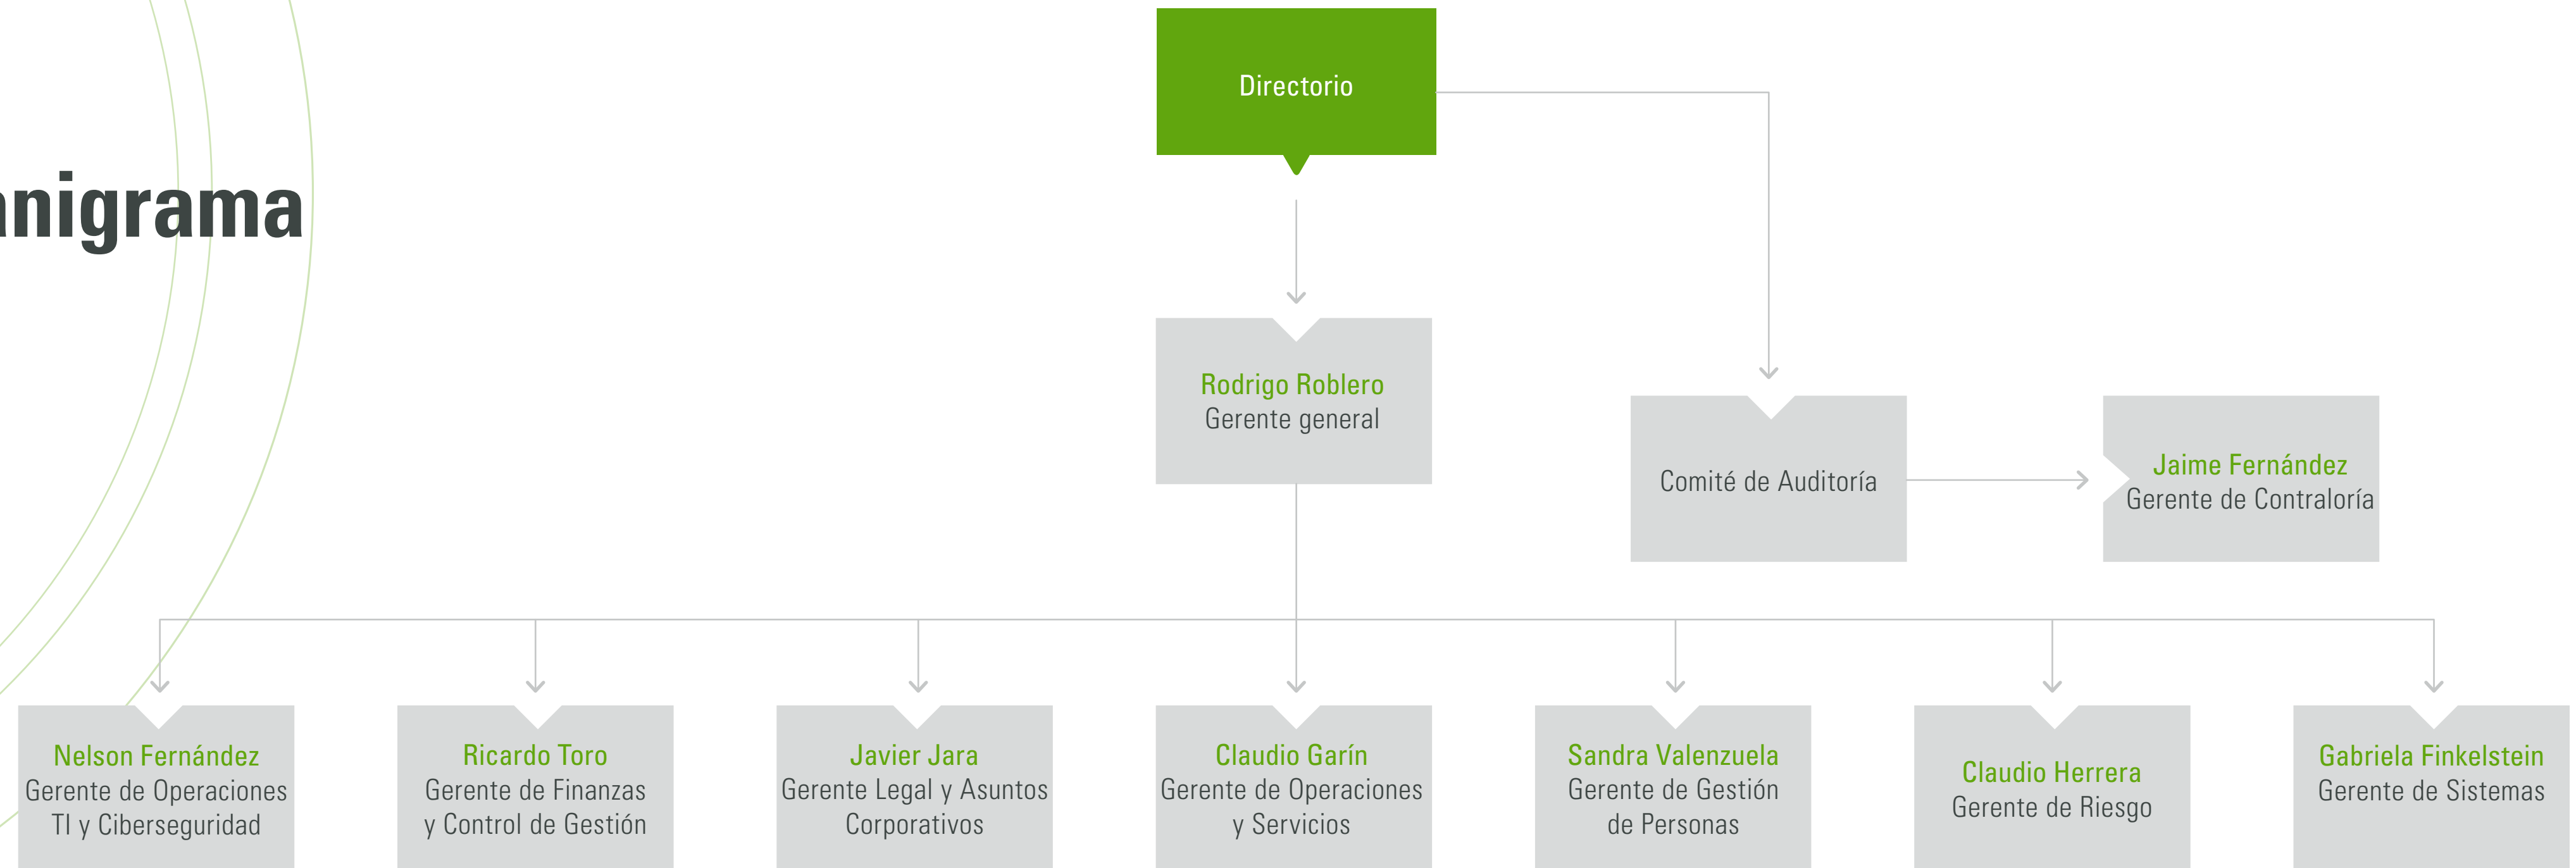 anigrama
Directorio
Rodrigo Roblero
Gerente general
Comité de Auditoría
Jaime Fernández
Gerente de Contraloría
Nelson Fernández
Gerente de Operaciones
TI y Ciberseguridad
Ricardo Toro
Gerente de Finanzas
y Control de Gestión
Javier Jara
Gerente Legal y Asuntos
Corporativos
Claudio Garín
Gerente de Operaciones
y Servicios
Sandra Valenzuela
Gerente de Gestión
de Personas
Claudio Herrera
Gerente de Riesgo
Gabriela Finkelstein
Gerente de Sistemas